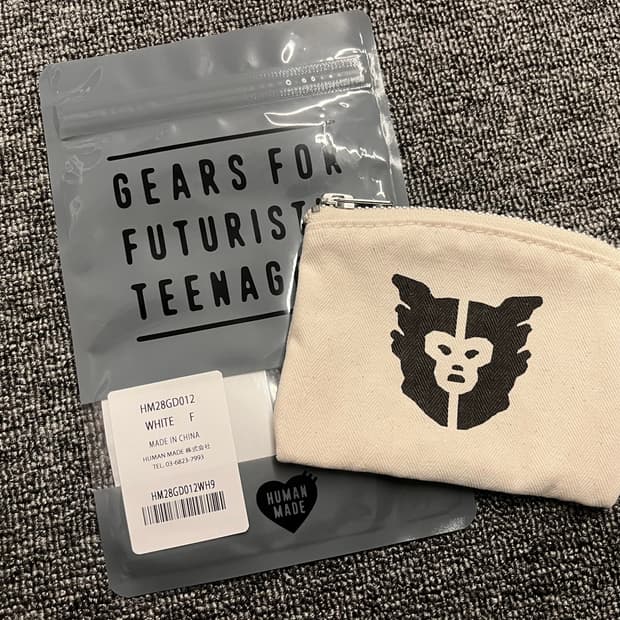 GEARS FOR
FUTURIST
TEENAG
HM28GD012
WHITE F
MADE IN CHINA
HUMAN MADE 株式会社
TEL. 03-6823-7993
HM28GD012WH9
HUMAN
MADE